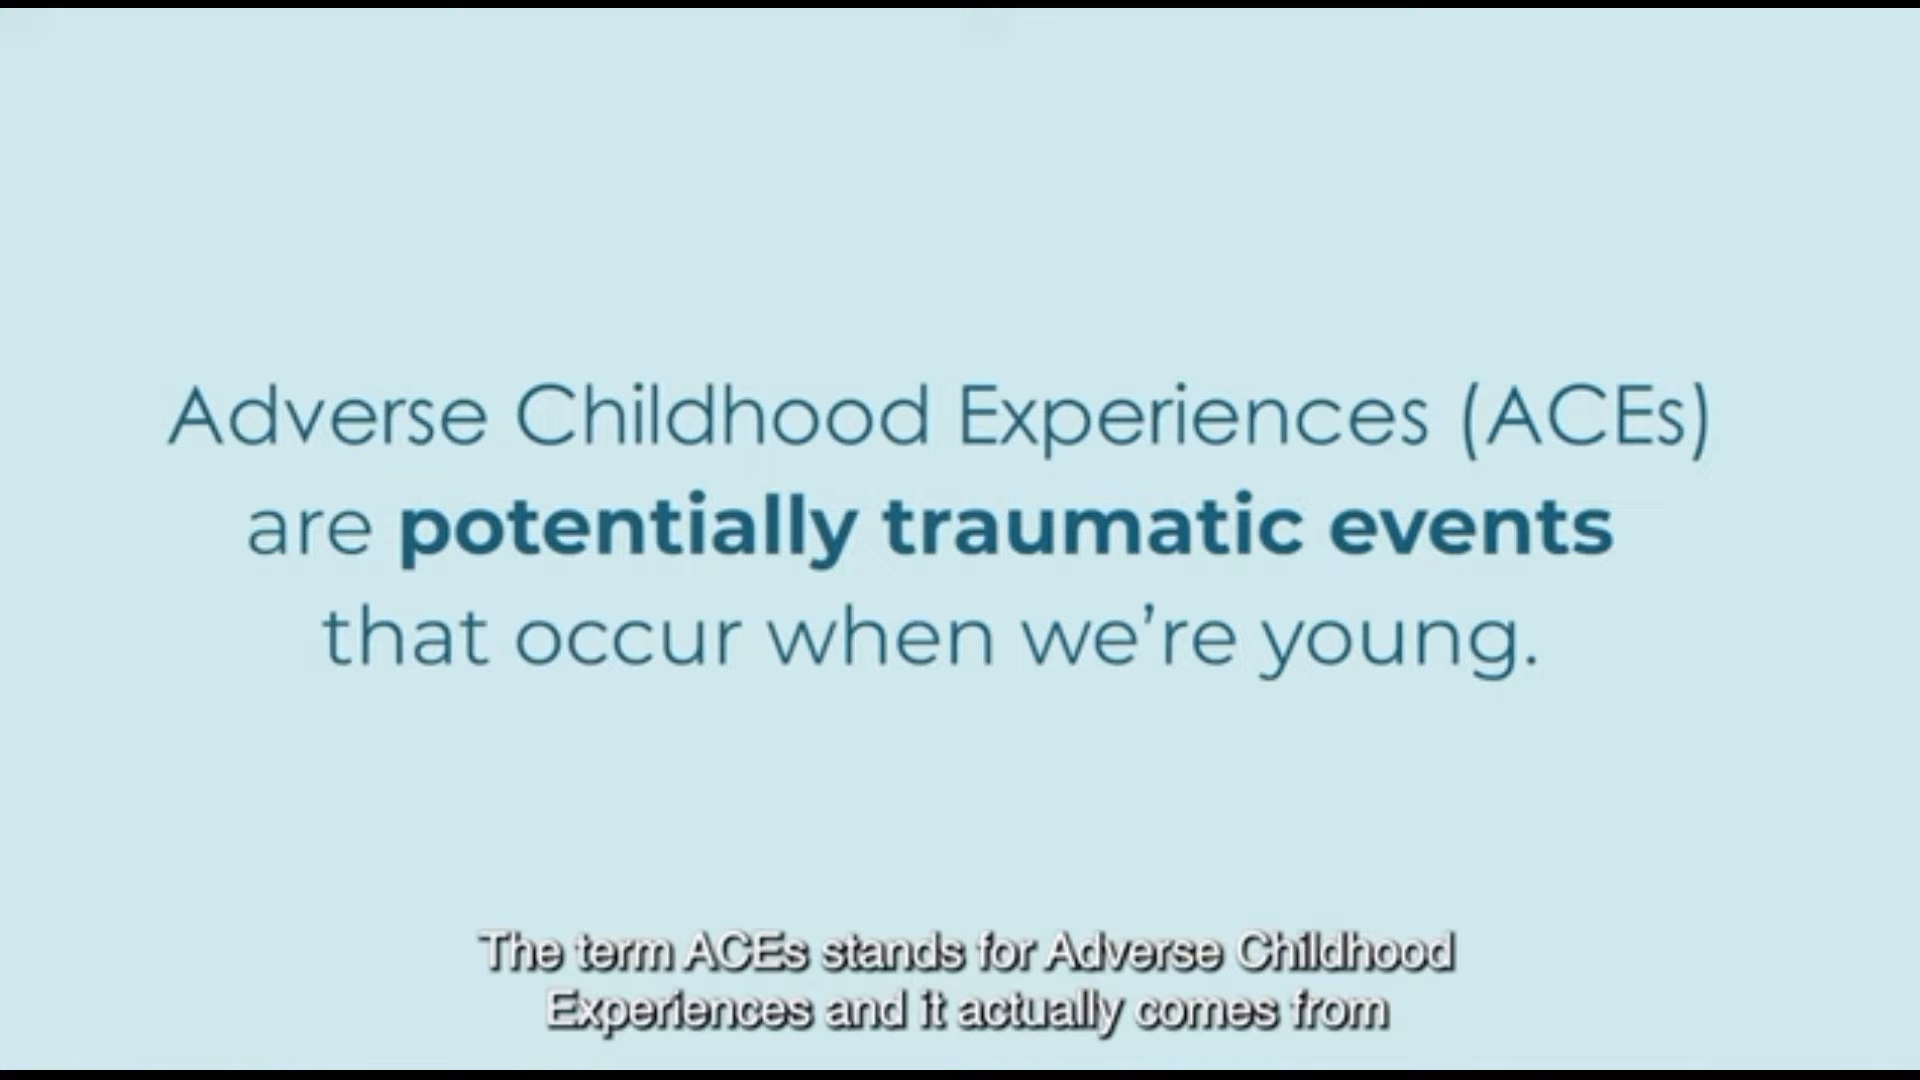 Adverse Childhood Experiences (ACEs)
are potentially traumatic events
that occur when we’re young.
The term ACEs stands for Adverse Childhood
Experiences and it actually comes from